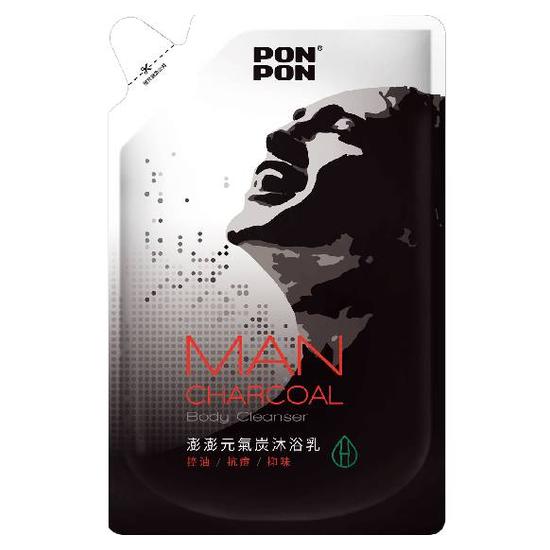 PON®
PON
MAN
CHARCOAL
Body Cleanser
澎澎元氣炭沐浴乳
控油 / 抗痘 / 抑味